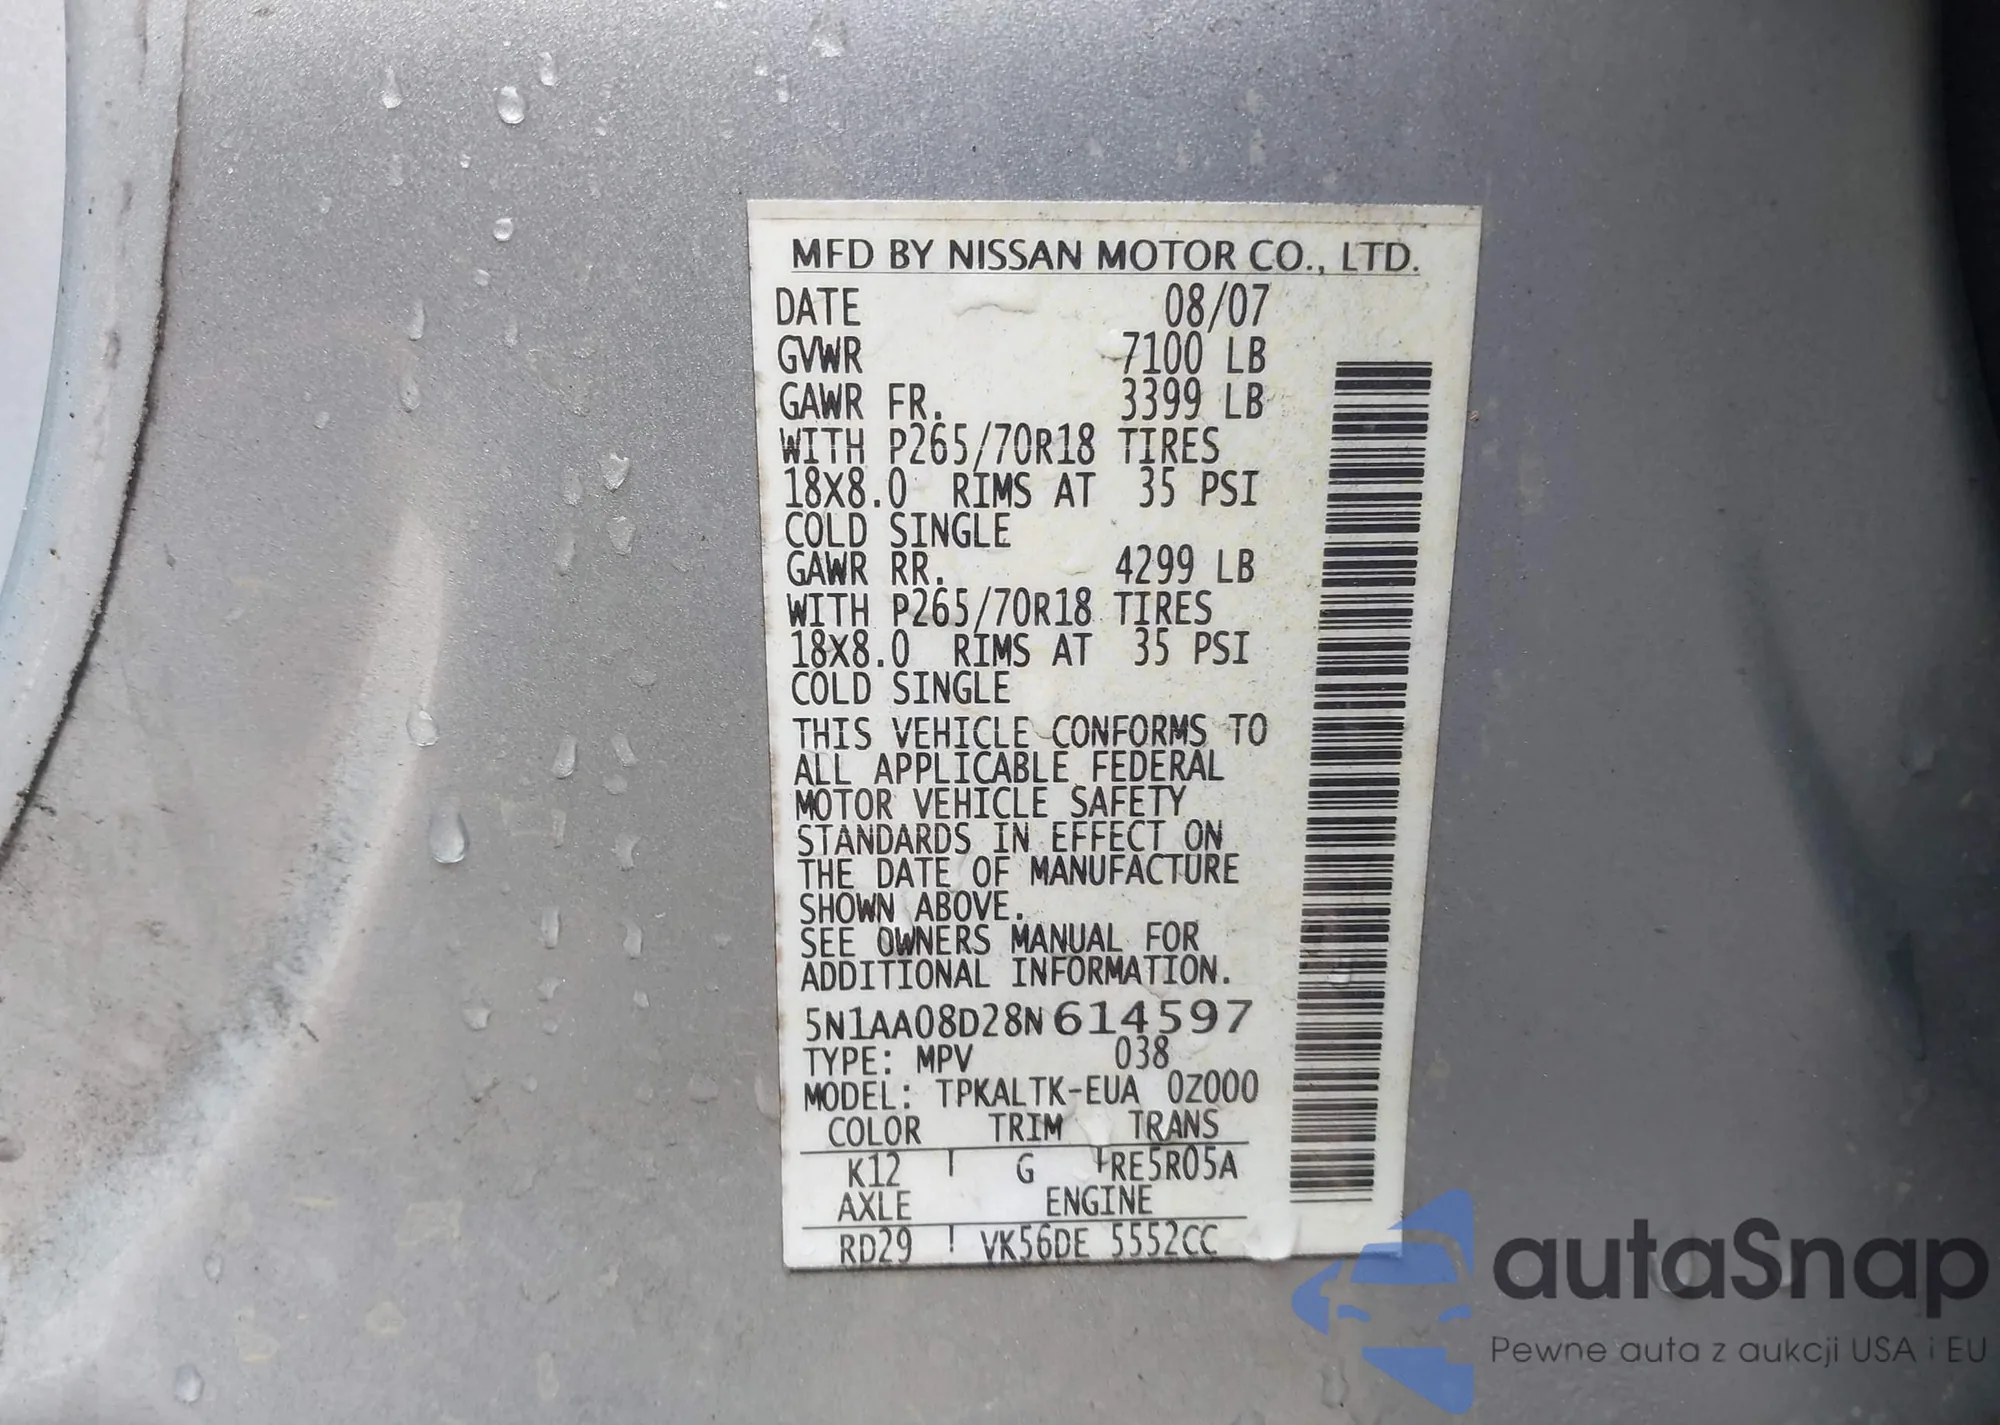 MFD BY NISSAN MOTOR CO., LTD.
DATE 08/07
GVWR 7100 LB
GAWR FR. 3399 LB
WITH P265/70R18 TIRES
18X8.0 RIMS AT 35 PSI
COLD SINGLE
GAWR RR. 4299 LB
WITH P265/70R18 TIRES
18X8.0 RIMS AT 35 PSI
COLD SINGLE
THIS VEHICLE CONFORMS TO
ALL APPLICABLE FEDERAL
MOTOR VEHICLE SAFETY
STANDARDS IN EFFECT ON
THE DATE OF MANUFACTURE
SHOWN ABOVE.
SEE OWNERS MANUAL FOR
ADDITIONAL INFORMATION.
5N1AA08D28N614597
TYPE: MPV 038
MODEL: TPKALTK-EUA 0Z000
COLOR TRIM TRANS
K12 G RE5R05A
AXLE ENGINE
RD29 VK56DE 5552CC
autaSnap
Pewne auta z aukcji USA i EU